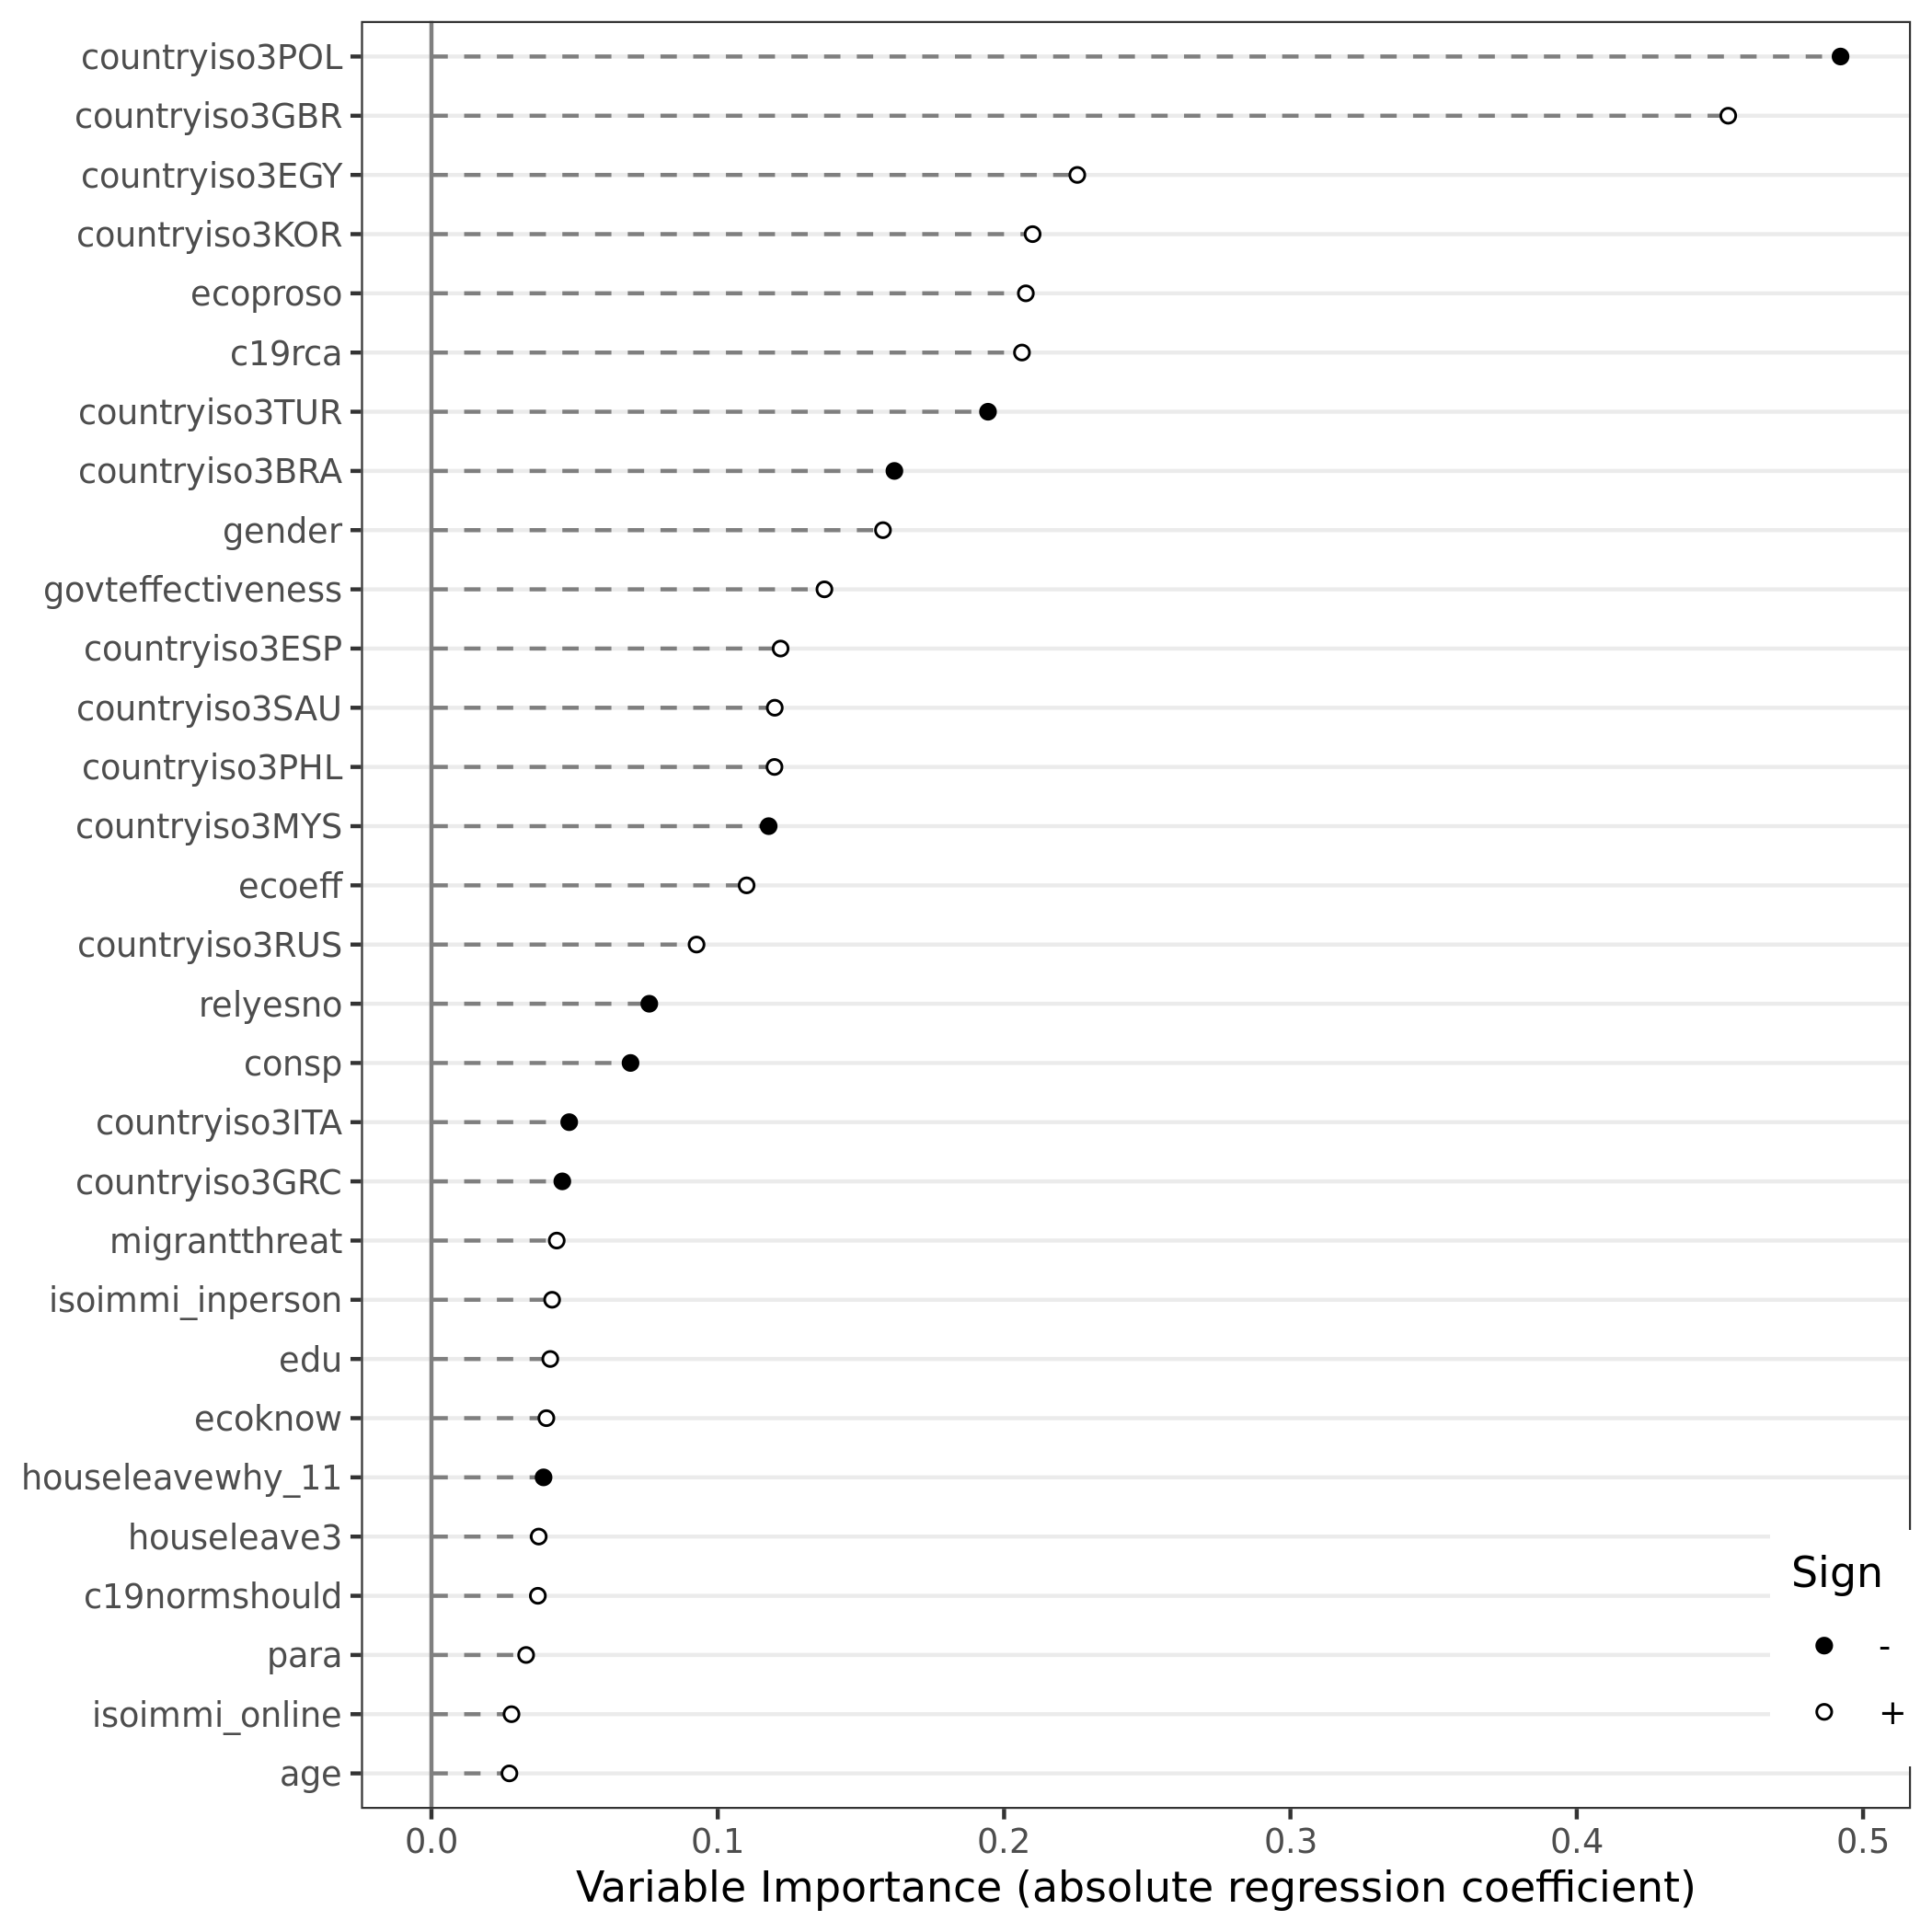 countryiso3POL
countryiso3GBR
countryiso3EGY
countryiso3KOR
ecoproso
c19rca
countryiso3TUR
countryiso3BRA
gender
govteffectiveness
countryiso3ESP
countryiso3SAU
countryiso3PHL
countryiso3MYS
ecoeff
countryiso3RUS
relyesno
consp
countryiso3ITA
countryiso3GRC
migrantthreat
isoimmi_inperson
edu
ecoknow
houseleavewhy_11
houseleave3
c19normshould
para
isoimmi_online
age
Sign
-
+
0.0 0.1 0.2 0.3 0.4 0.5
Variable Importance (absolute regression coefficient)